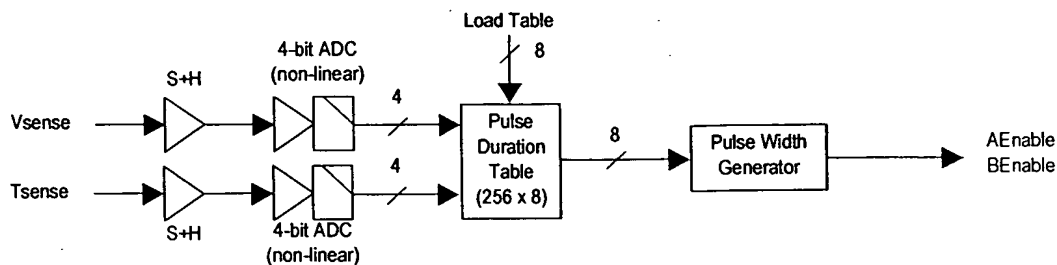 Load Table
8
4-bit ADC
(non-linear)
S+H
4
Vsense
Pulse
Duration
Table
(256 x 8)
8
Pulse Width
Generator
AEnable
BEnable
4
Tsense
S+H
4-bit ADC
(non-linear)